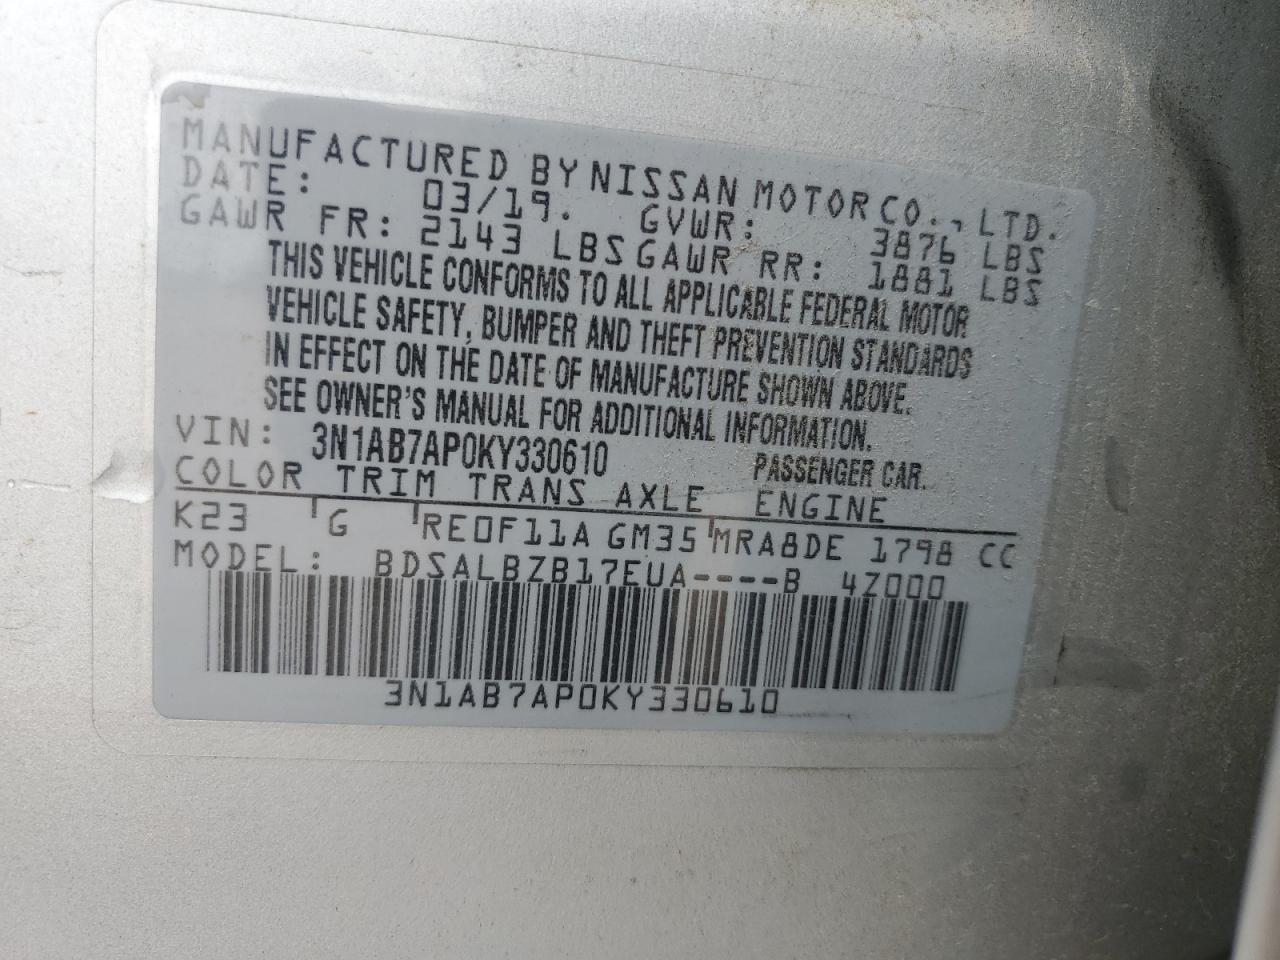 MANUFACTURED BY NISSAN MOTOR CO., LTD.
DATE: 03/19. GVWR: 3876 LBS
GAWR FR: 2143 LBS GAWR RR: 1881 LBS
THIS VEHICLE CONFORMS TO ALL APPLICABLE FEDERAL MOTOR
VEHICLE SAFETY, BUMPER AND THEFT PREVENTION STANDARDS
IN EFFECT ON THE DATE OF MANUFACTURE SHOWN ABOVE.
SEE OWNER'S MANUAL FOR ADDITIONAL INFORMATION.
VIN: 3N1AB7AP0KY330610 PASSENGER CAR.
COLOR TRIM TRANS AXLE ENGINE
K23 G RE0F11A GM35 MRA8DE 1798 CC
MODEL: BDSALBZB17EUA----B 4Z000
3N1AB7AP0KY330610